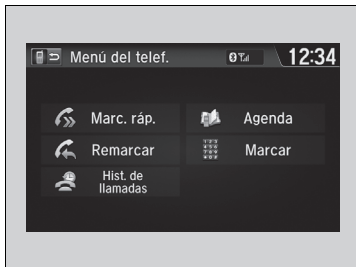 Menú del telef.
12:34
Marc. ráp.
Agenda
Remarcar
Marcar
Hist. de
llamadas